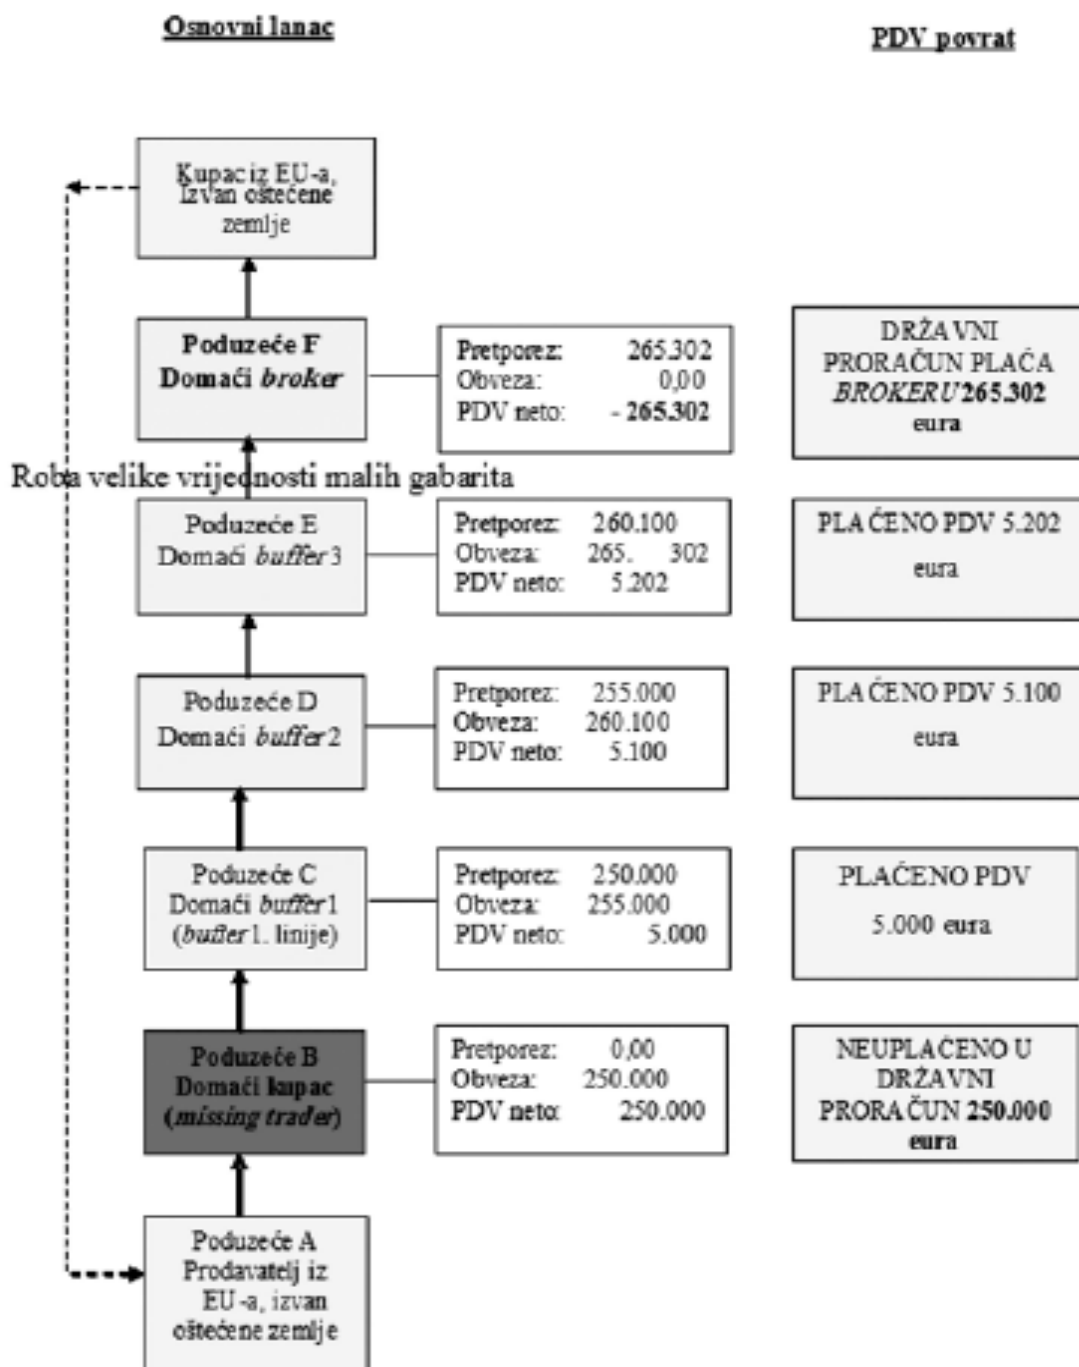 Osnovni lanac
PDV povrat
Kupac iz EU-a,
Izvan oštećene
zemlje
Poduzeće F
Domaći broker
Pretporez: 265.302
Obveza: 0,00
PDV neto: - 265.302
DRŽAVNI
PRORAČUN PLAĆA
BROKERU 265.302
eura
Roba velike vrijednosti malih gabarita
Poduzeće E
Domaći buffer 3
Pretporez: 260.100
Obveza: 265. 302
PDV neto: 5.202
PLAĆENO PDV 5.202
eura
Poduzeće D
Domaći buffer 2
Pretporez: 255.000
Obveza: 260.100
PDV neto: 5.100
PLAĆENO PDV 5.100
eura
Poduzeće C
Domaći buffer 1
(buffer 1. linije)
Pretporez: 250.000
Obveza: 255.000
PDV neto: 5.000
PLAĆENO PDV
5.000 eura
Poduzeće B
Domaći kupac
(missing trader)
Pretporez: 0,00
Obveza: 250.000
PDV neto: 250.000
NEUPLAĆENO U
DRŽAVNI
PRORAČUN 250.000
eura
Poduzeće A
Prodavatelj iz
EU-a, izvan
oštećene zemlje